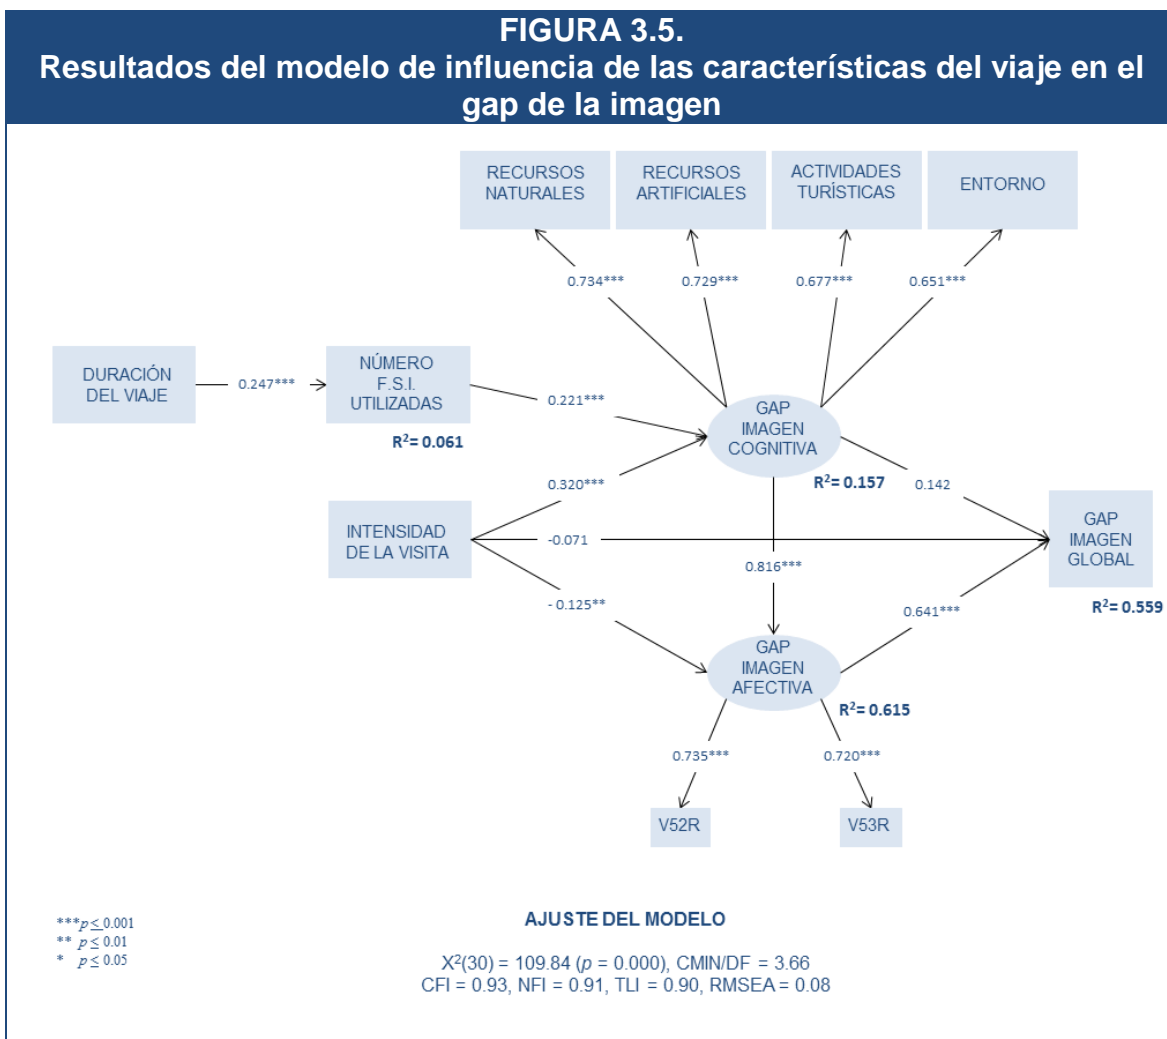 FIGURA 3.5.
Resultados del modelo de influencia de las características del viaje en el
gap de la imagen
RECURSOS
NATURALES
RECURSOS
ARTIFICIALES
ACTIVIDADES
TURÍSTICAS
ENTORNO
0.734***
0.729***
0.677***
0.651***
DURACIÓN
DEL VIAJE
0.247***
NÚMERO
F.S.I.
UTILIZADAS
R²= 0.061
0.221***
GAP
IMAGEN
COGNITIVA
R²= 0.157
0.320***
0.142
INTENSIDAD
DE LA VISITA
-0.071
GAP
IMAGEN
GLOBAL
R²= 0.559
0.816***
- 0.125**
0.641***
GAP
IMAGEN
AFECTIVA
R²= 0.615
0.735***
0.720***
V52R
V53R
***p ≤ 0.001
** p ≤ 0.01
* p ≤ 0.05
AJUSTE DEL MODELO
X²(30) = 109.84 (p = 0.000), CMIN/DF = 3.66
CFI = 0.93, NFI = 0.91, TLI = 0.90, RMSEA = 0.08